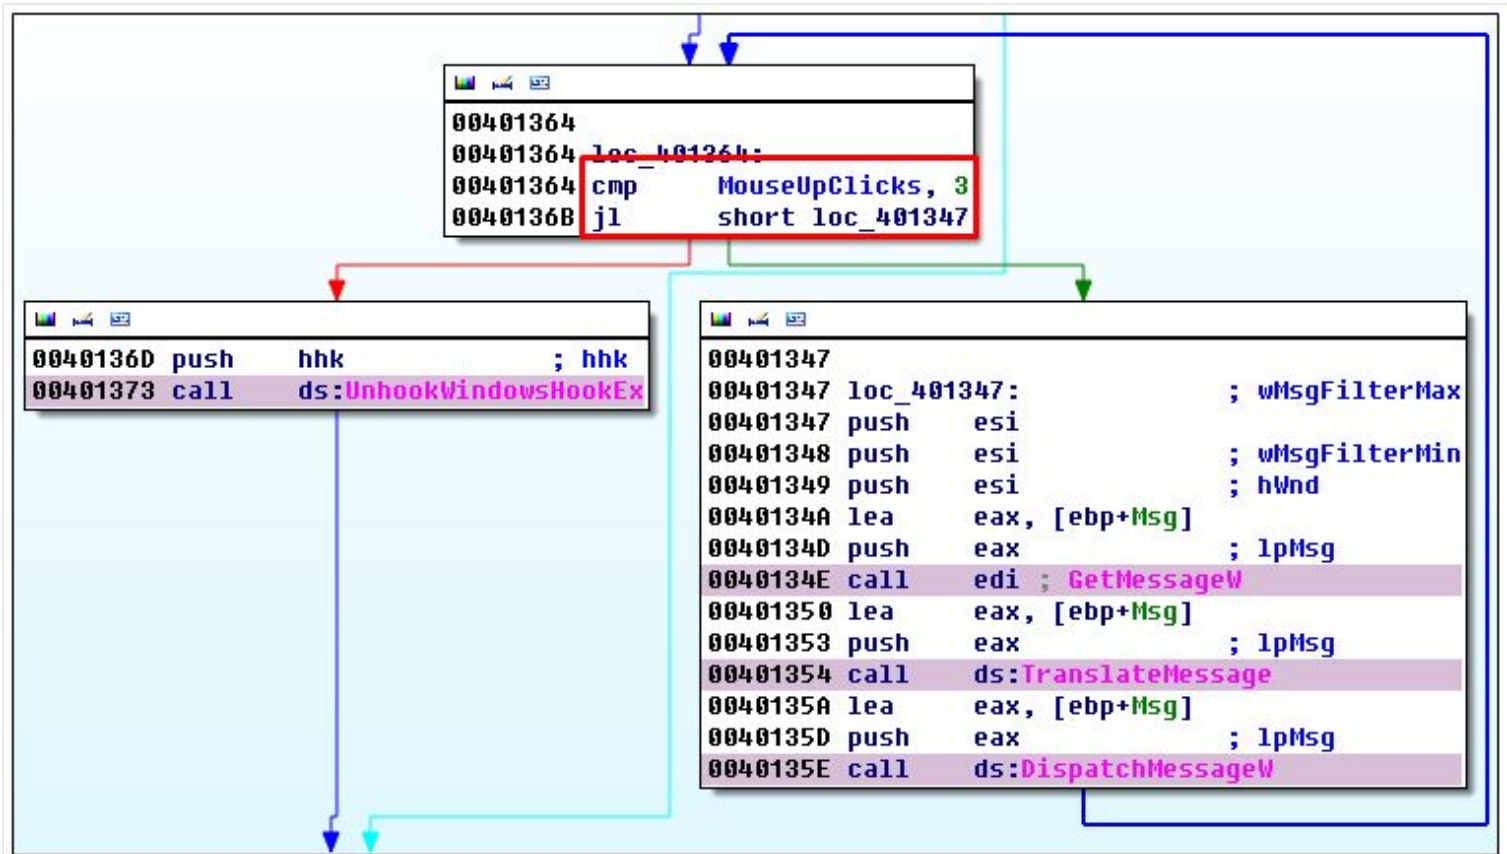 00401364
00401364 loc_401364:
00401364 cmp     MouseUpClicks, 3
0040136B jl      short loc_401347
0040136D push    hhk             ; hhk
00401373 call    ds:UnhookWindowsHookEx
00401347
00401347 loc_401347:             ; wMsgFilterMax
00401347 push    esi
00401348 push    esi             ; wMsgFilterMin
00401349 push    esi             ; hWnd
0040134A lea     eax, [ebp+Msg]
0040134D push    eax             ; lpMsg
0040134E call    edi ; GetMessageW
00401350 lea     eax, [ebp+Msg]
00401353 push    eax             ; lpMsg
00401354 call    ds:TranslateMessage
0040135A lea     eax, [ebp+Msg]
0040135D push    eax             ; lpMsg
0040135E call    ds:DispatchMessageW